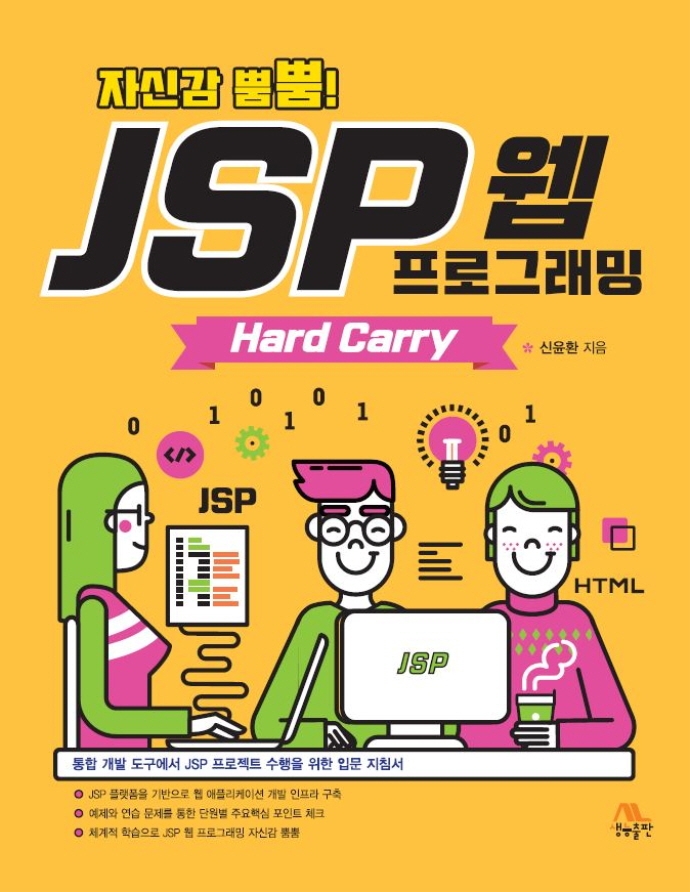 자신감 뿜뿜!
JSP 웹
프로그래밍
Hard Carry
* 신윤환 지음
0 1 0 1 0 1 0 1
</>
JSP
HTML
JSP
통합 개발 도구에서 JSP 프로젝트 수행을 위한 입문 지침서
JSP 플랫폼을 기반으로 웹 애플리케이션 개발 인프라 구축
예제와 연습 문제를 통한 단원별 주요핵심 포인트 체크
체계적 학습으로 JSP 웹 프로그래밍 자신감 뿜뿜
생능출판